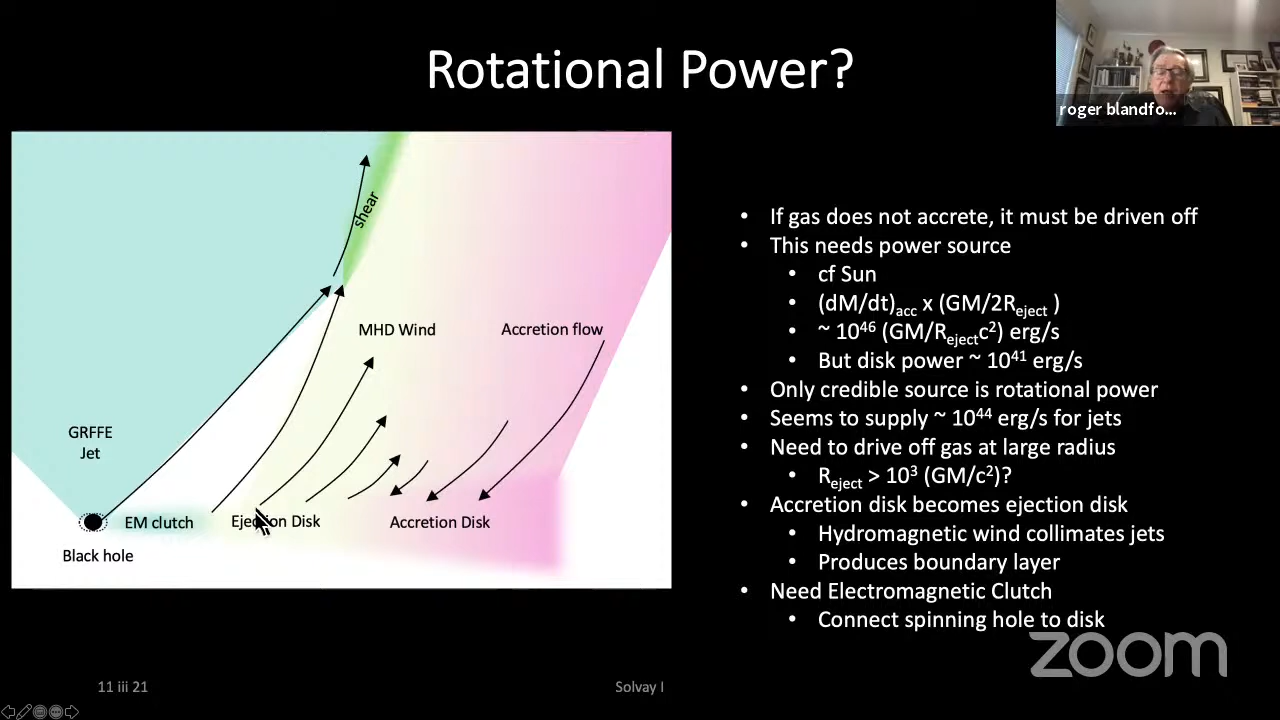 Rotational Power?
roger blandfo...
shear
MHD Wind
Accretion flow
GRFFE
Jet
EM clutch
Ejection Disk
Accretion Disk
Black hole
• If gas does not accrete, it must be driven off
• This needs power source
• cf Sun
• (dM/dt)acc x (GM/2Reject )
• ~ 10⁴⁶ (GM/Rejectc²) erg/s
• But disk power ~ 10⁴¹ erg/s
• Only credible source is rotational power
• Seems to supply ~ 10⁴⁴ erg/s for jets
• Need to drive off gas at large radius
• Reject > 10³ (GM/c²)?
• Accretion disk becomes ejection disk
• Hydromagnetic wind collimates jets
• Produces boundary layer
• Need Electromagnetic Clutch
• Connect spinning hole to disk
zoom
11 iii 21
Solvay I